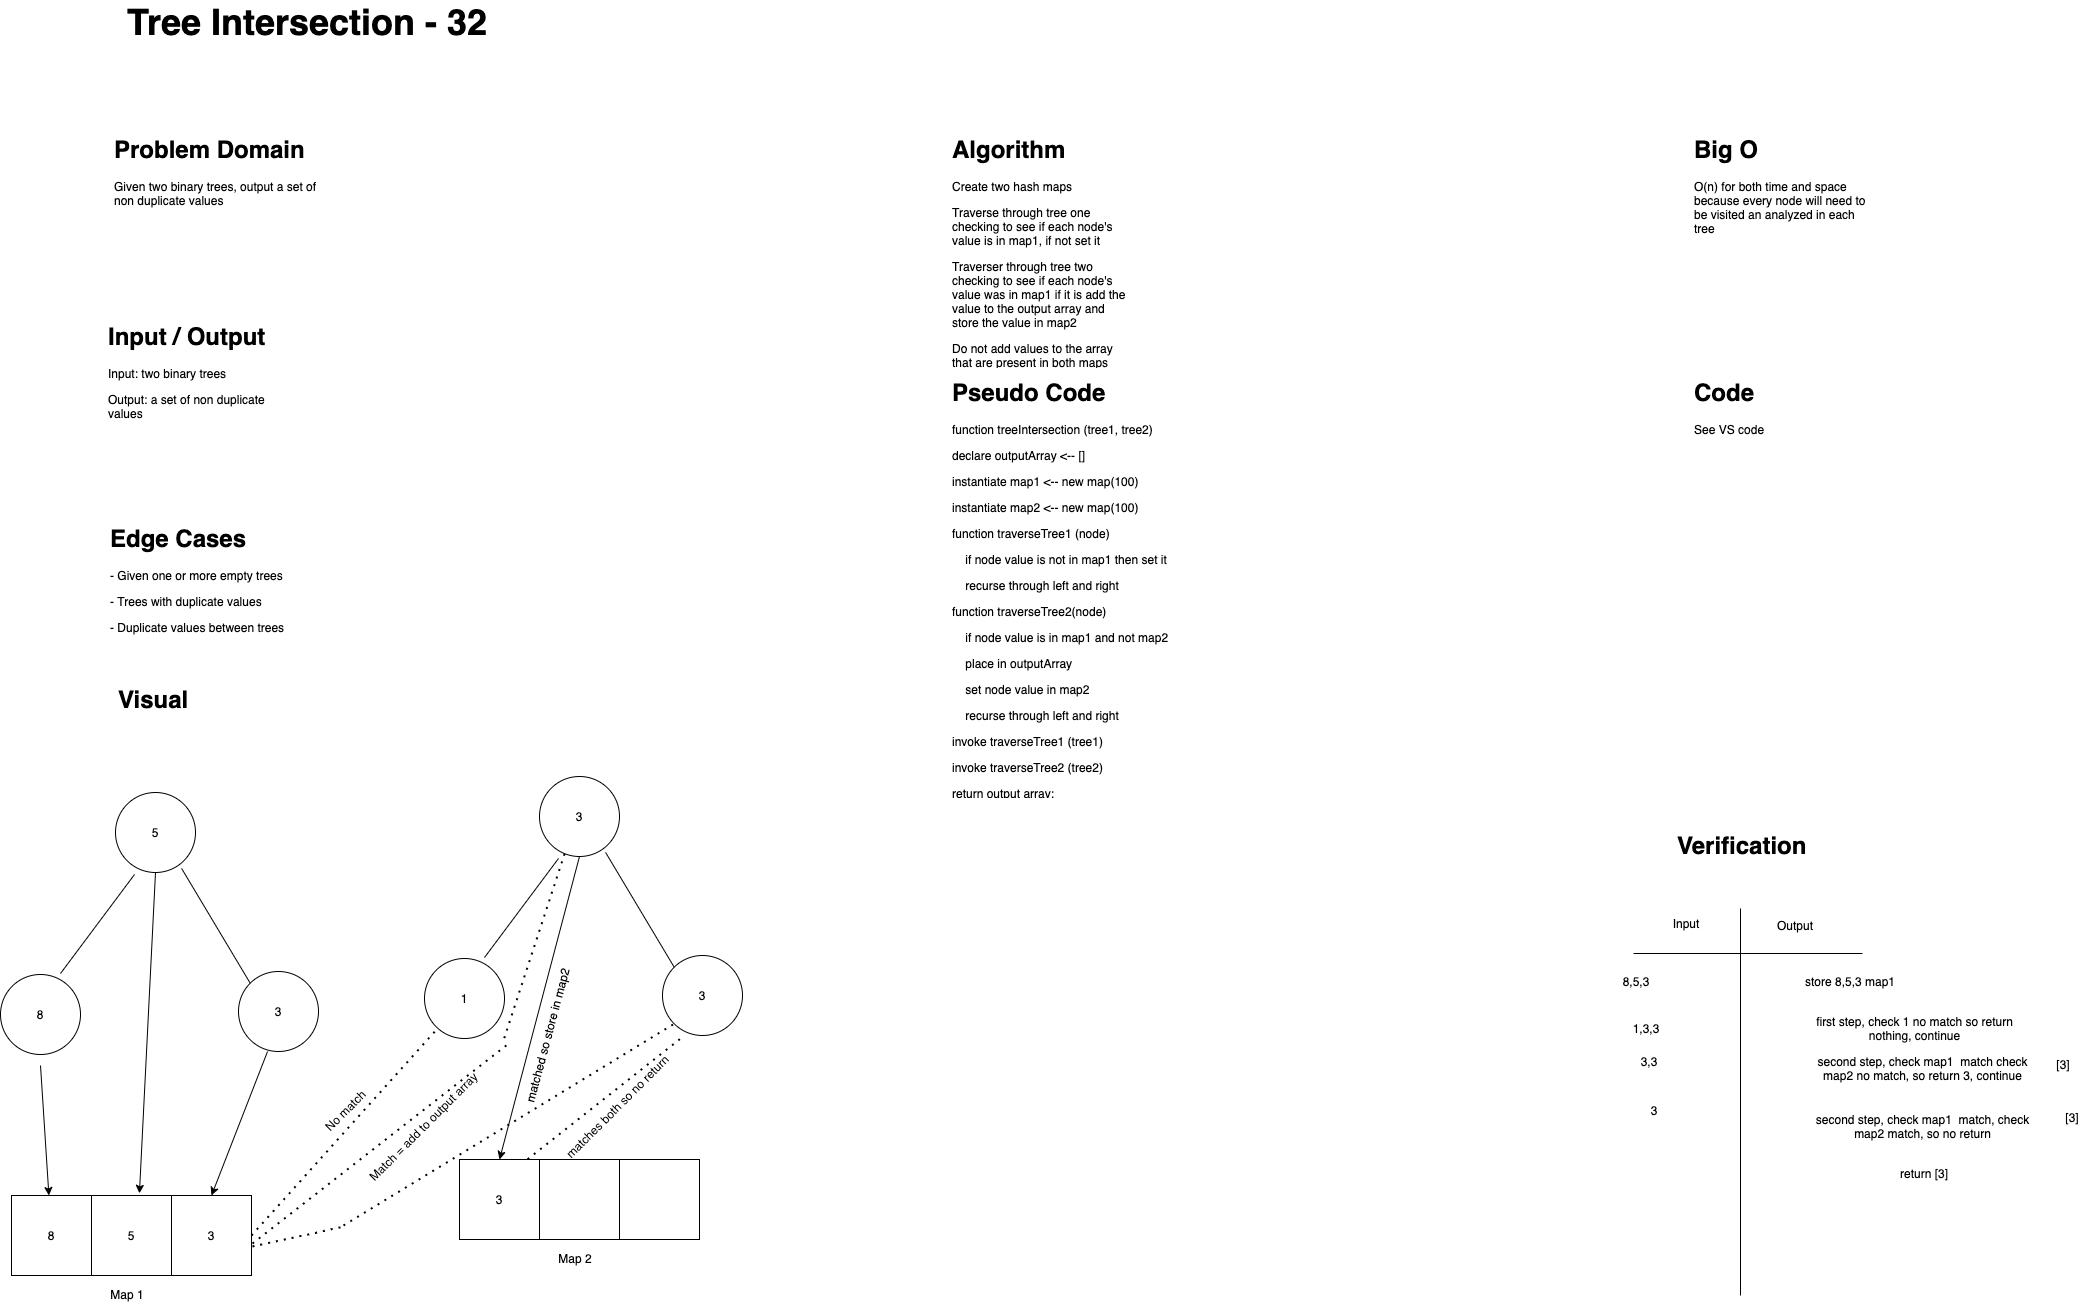 Tree Intersection - 32
Problem Domain
Given two binary trees, output a set of
non duplicate values
Input / Output
Input: two binary trees
Output: a set of non duplicate
values
Edge Cases
- Given one or more empty trees
- Trees with duplicate values
- Duplicate values between trees
Visual
5
8
3
3
1
3
No match
Match = add to output array
matched so store in map2
matches both so no return
8
5
3
Map 1
3
Map 2
Algorithm
Create two hash maps
Traverse through tree one
checking to see if each node's
value is in map1, if not set it
Traverser through tree two
checking to see if each node's
value was in map1 if it is add the
value to the output array and
store the value in map2
Do not add values to the array
that are present in both maps
Pseudo Code
function treeIntersection (tree1, tree2)
declare outputArray <-- []
instantiate map1 <-- new map(100)
instantiate map2 <-- new map(100)
function traverseTree1 (node)
if node value is not in map1 then set it
recurse through left and right
function traverseTree2(node)
if node value is in map1 and not map2
place in outputArray
set node value in map2
recurse through left and right
invoke traverseTree1 (tree1)
invoke traverseTree2 (tree2)
return output array;
Big O
O(n) for both time and space
because every node will need to
be visited an analyzed in each
tree
Code
See VS code
Verification
Input
Output
8,5,3
store 8,5,3 map1
1,3,3
first step, check 1 no match so return
nothing, continue
3,3
second step, check map1 match check
map2 no match, so return 3, continue
[3]
3
second step, check map1 match, check
map2 match, so no return
[3]
return [3]